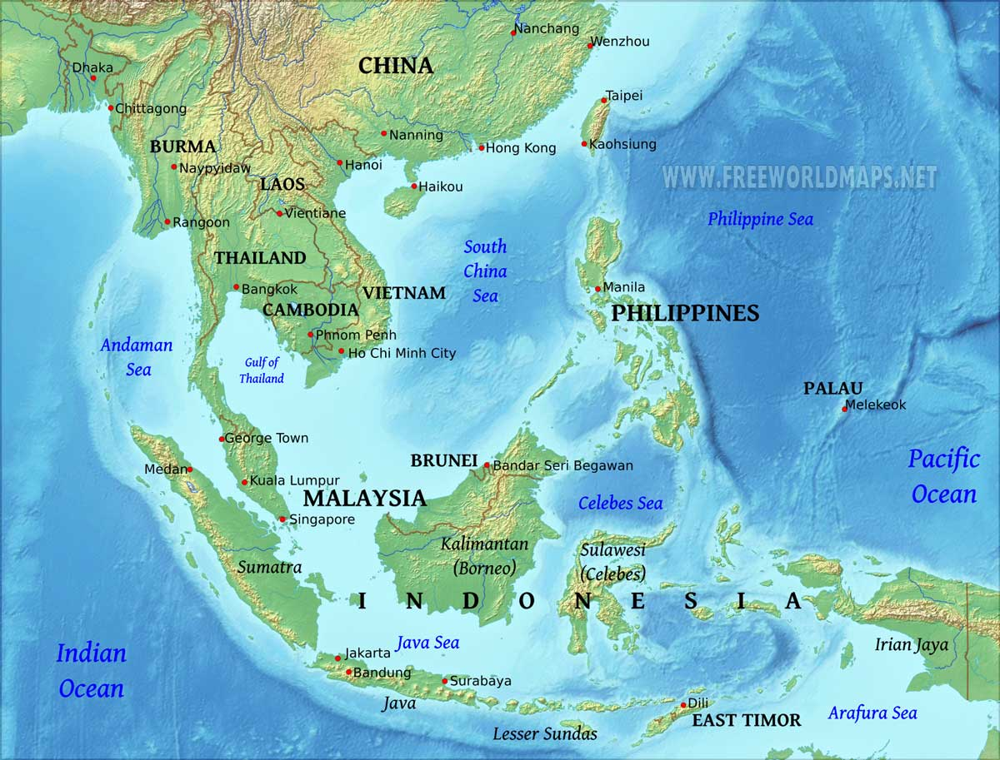 Nanchang
Wenzhou
CHINA
Dhaka
Taipei
Chittagong
Nanning
BURMA
Hong Kong
Kaohsiung
Naypyidaw
Hanoi
WWW.FREEWORLDMAPS.NET
LAOS
Haikou
Vientiane
Rangoon
Philippine Sea
South
China
Sea
THAILAND
Bangkok
VIETNAM
Manila
CAMBODIA
PHILIPPINES
Phnom Penh
Andaman
Sea
Ho Chi Minh City
Gulf of
Thailand
PALAU
Melekeok
George Town
Medan
BRUNEI
Bandar Seri Begawan
Pacific
Ocean
Kuala Lumpur
MALAYSIA
Celebes Sea
Singapore
Kalimantan
(Borneo)
Sulawesi
(Celebes)
Sumatra
INDONESIA
Java Sea
Irian Jaya
Indian
Ocean
Jakarta
Bandung
Surabaya
Java
Dili
EAST TIMOR
Arafura Sea
Lesser Sundas